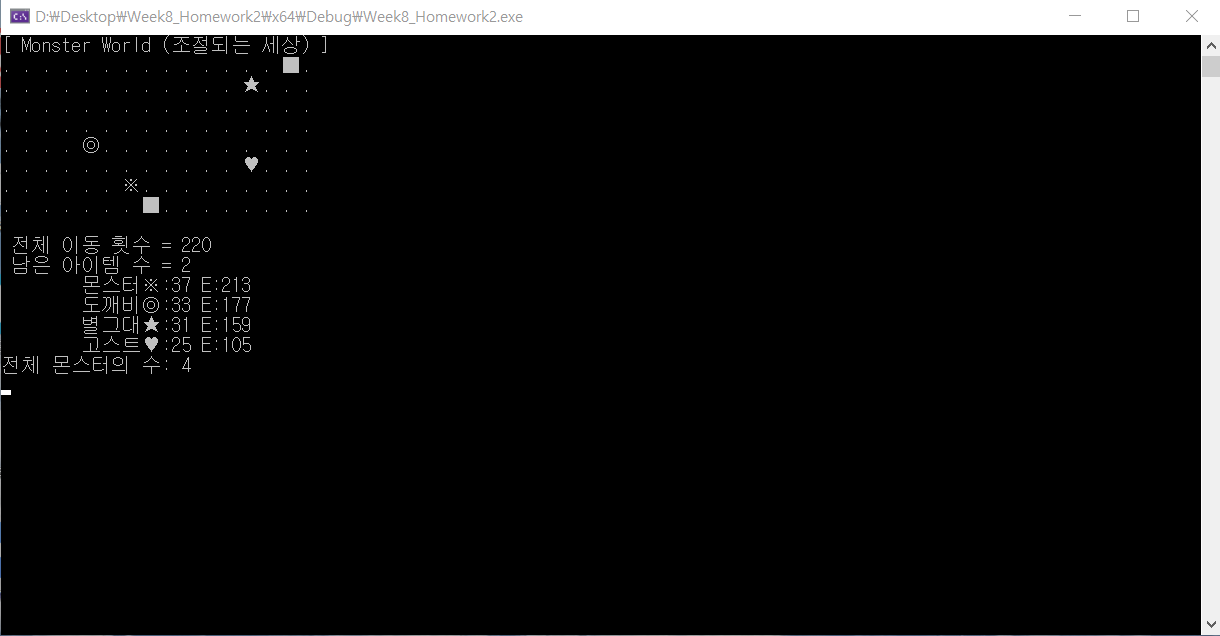 D:\Desktop\Week8_Homework2\x64\Debug\Week8_Homework2.exe
[ Monster World (조절되는 세상) ]
. . . . . . . . . . . . . . ■.
. . . . . . . . . . . . ★. . .
. . . . . . . . . . . . . . . .
. . . . . . . . . . . . . . . .
. . . . ◎. . . . . . . . . . .
. . . . . . . . . . . . ♥. . .
. . . . . . ※. . . . . . . . .
. . . . . . . ■. . . . . . . .
전체 이동 횟수 = 220
남은 아이템 수 = 2
몬스터※:37 E:213
도깨비◎:33 E:177
별그대★:31 E:159
고스트♥:25 E:105
전체 몬스터의 수: 4